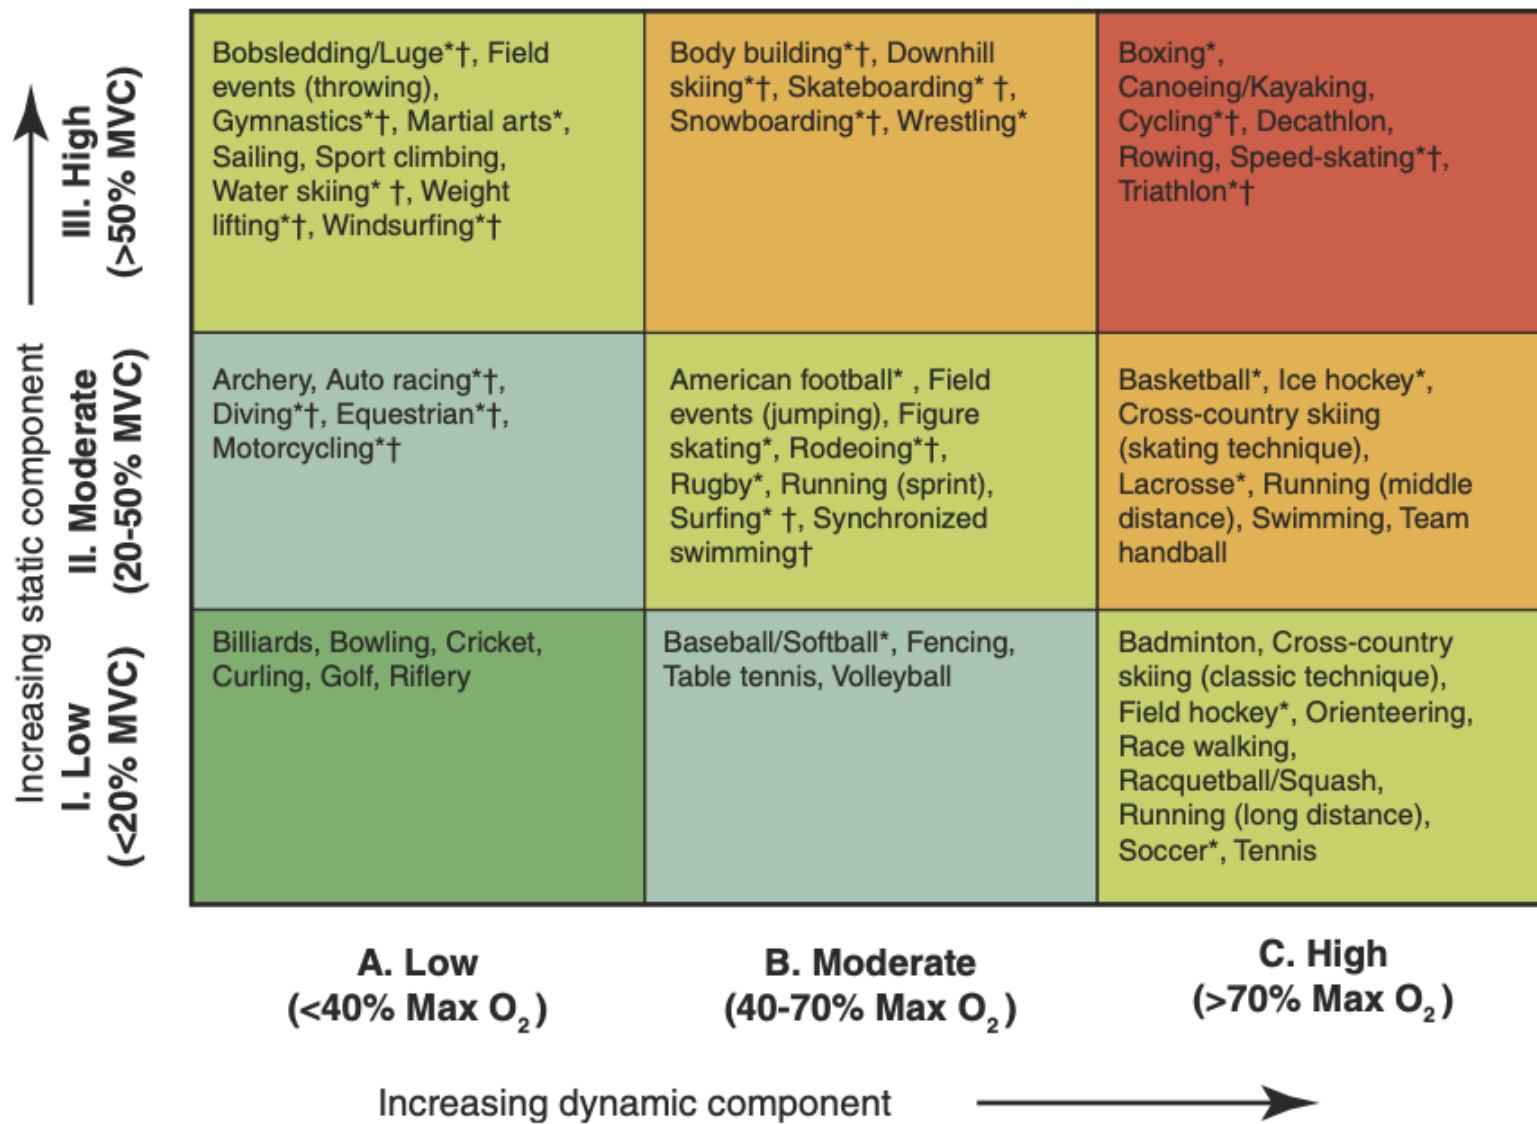 Increasing static component
III. High
(>50% MVC)
Bobsledding/Luge*†, Field
events (throwing),
Gymnastics*†, Martial arts*,
Sailing, Sport climbing,
Water skiing* †, Weight
lifting*†, Windsurfing*†
Body building*†, Downhill
skiing*†, Skateboarding* †,
Snowboarding*†, Wrestling*
Boxing*,
Canoeing/Kayaking,
Cycling*†, Decathlon,
Rowing, Speed-skating*†,
Triathlon*†
II. Moderate
(20-50% MVC)
Archery, Auto racing*†,
Diving*†, Equestrian*†,
Motorcycling*†
American football* , Field
events (jumping), Figure
skating*, Rodeoing*†,
Rugby*, Running (sprint),
Surfing* †, Synchronized
swimming†
Basketball*, Ice hockey*,
Cross-country skiing
(skating technique),
Lacrosse*, Running (middle
distance), Swimming, Team
handball
I. Low
(<20% MVC)
Billiards, Bowling, Cricket,
Curling, Golf, Riflery
Baseball/Softball*, Fencing,
Table tennis, Volleyball
Badminton, Cross-country
skiing (classic technique),
Field hockey*, Orienteering,
Race walking,
Racquetball/Squash,
Running (long distance),
Soccer*, Tennis
A. Low
(<40% Max O₂)
B. Moderate
(40-70% Max O₂)
C. High
(>70% Max O₂)
Increasing dynamic component